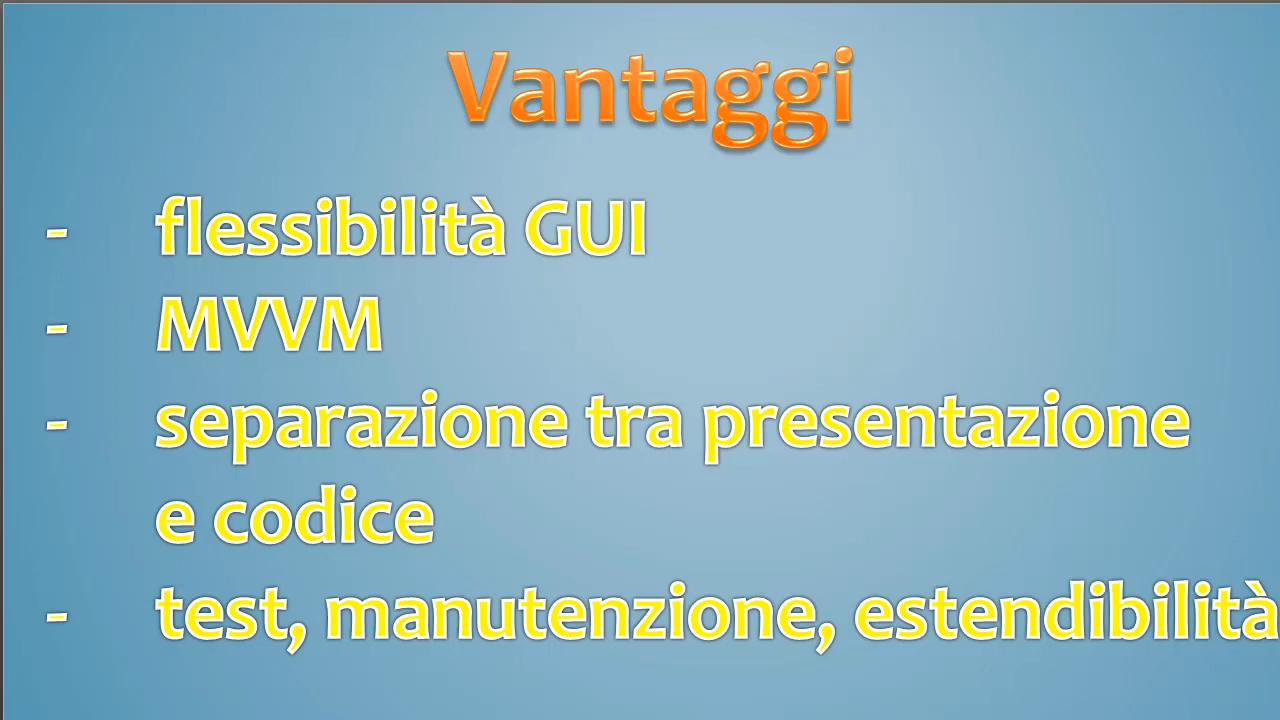 Vantaggi
- flessibilità GUI
- MVVM
- separazione tra presentazione
e codice
- test, manutenzione, estendibilità